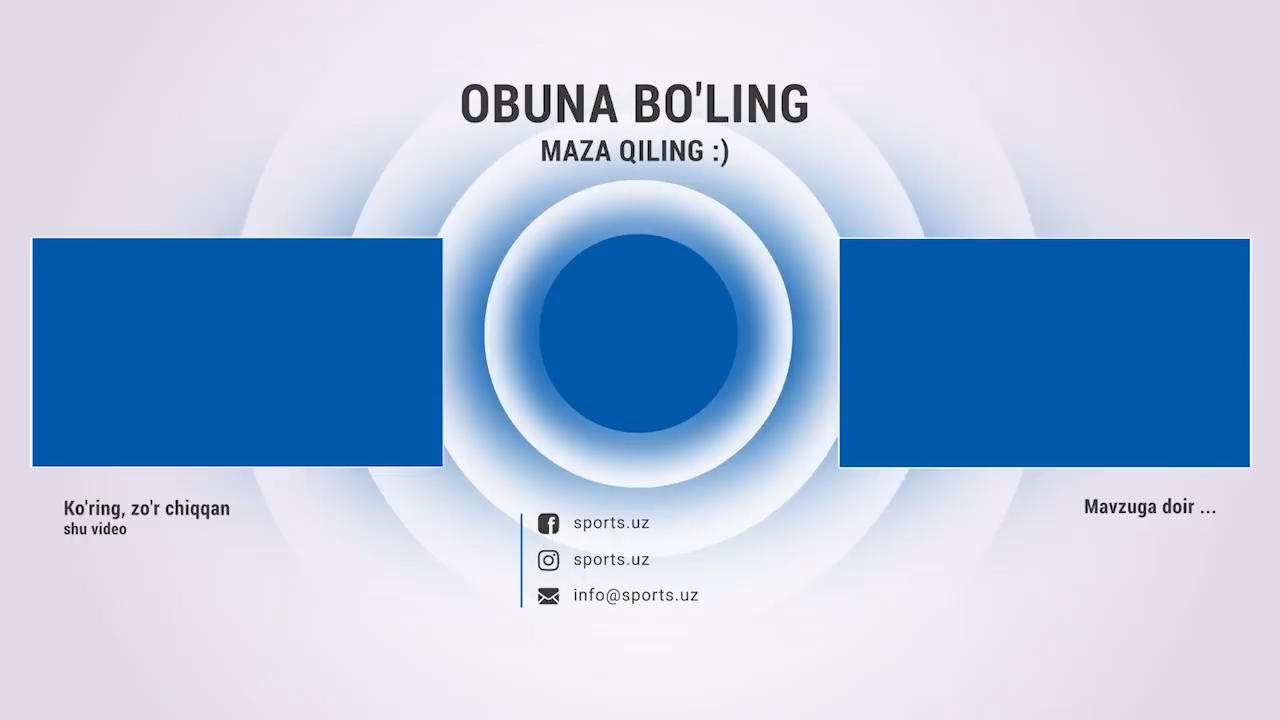 OBUNA BO'LING
MAZA QILING :)
Ko'ring, zo'r chiqqan
shu video
Mavzuga doir ...
sports.uz
sports.uz
info@sports.uz